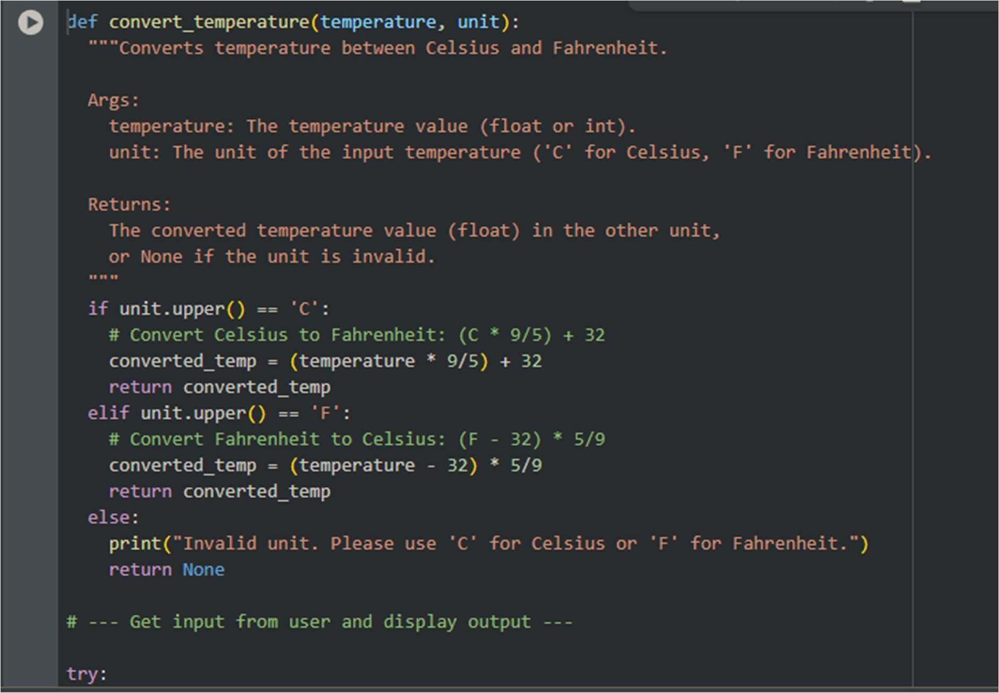 def convert_temperature(temperature, unit):
  """Converts temperature between Celsius and Fahrenheit.

  Args:
    temperature: The temperature value (float or int).
    unit: The unit of the input temperature ('C' for Celsius, 'F' for Fahrenheit).

  Returns:
    The converted temperature value (float) in the other unit,
    or None if the unit is invalid.
  """
  if unit.upper() == 'C':
    # Convert Celsius to Fahrenheit: (C * 9/5) + 32
    converted_temp = (temperature * 9/5) + 32
    return converted_temp
  elif unit.upper() == 'F':
    # Convert Fahrenheit to Celsius: (F - 32) * 5/9
    converted_temp = (temperature - 32) * 5/9
    return converted_temp
  else:
    print("Invalid unit. Please use 'C' for Celsius or 'F' for Fahrenheit.")
    return None

# --- Get input from user and display output ---

try: